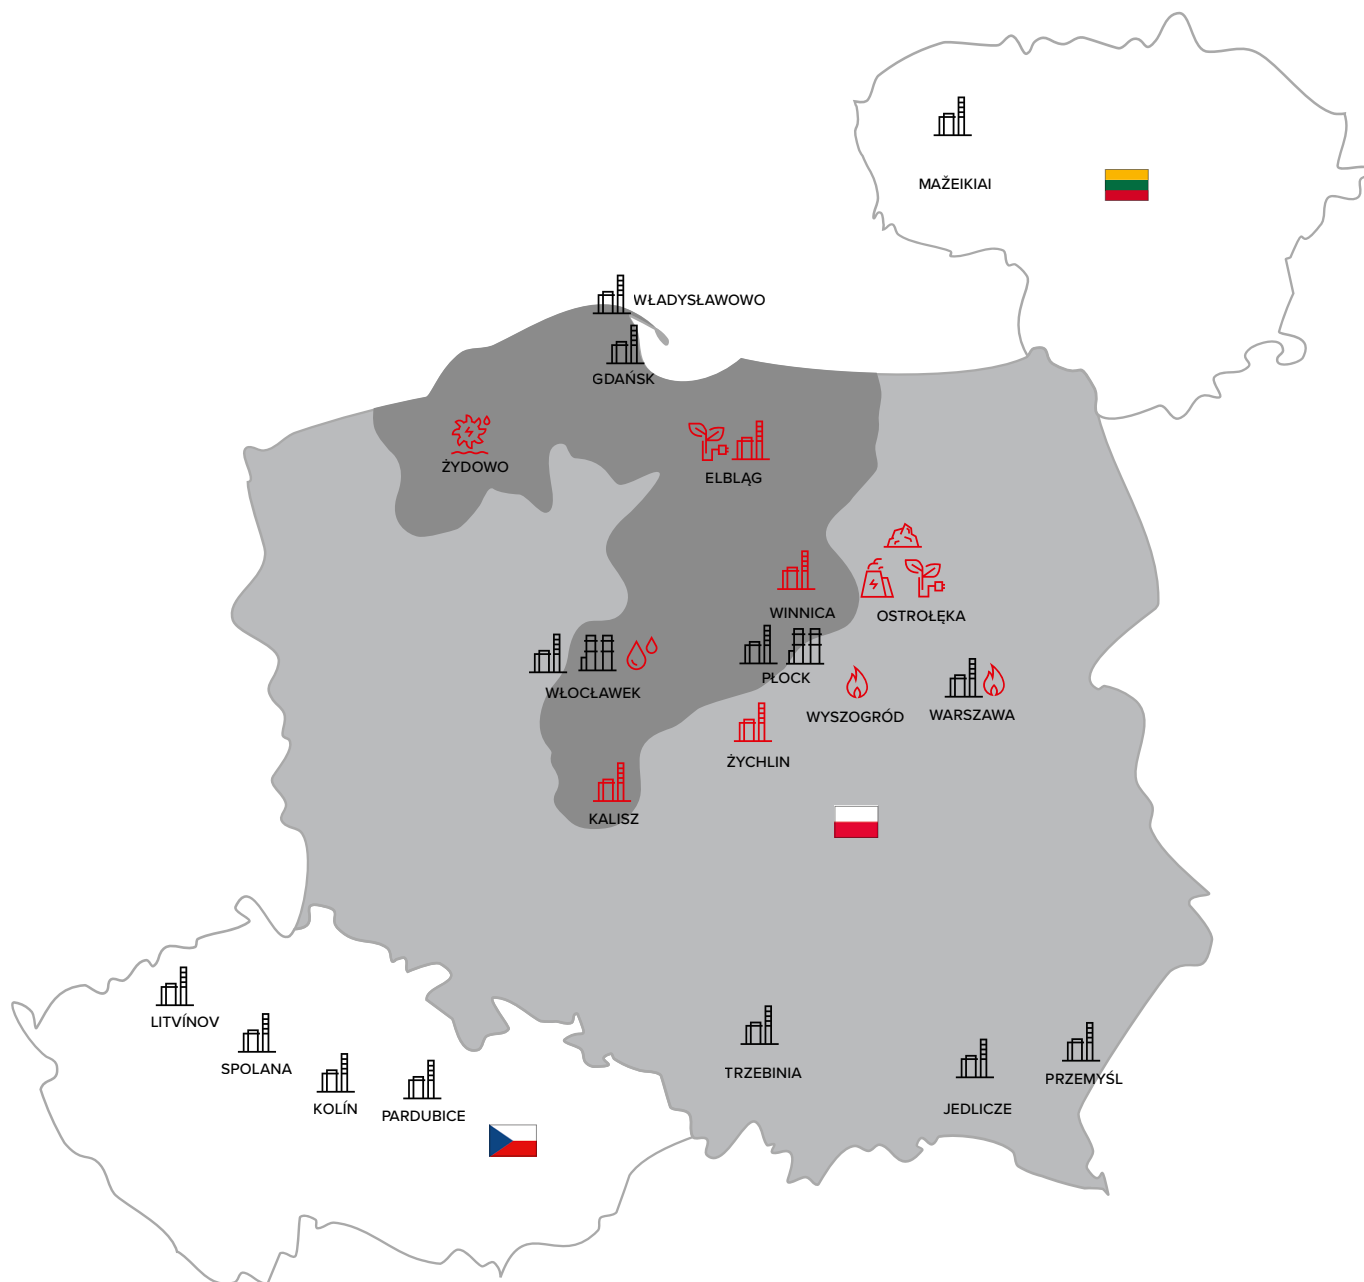 MAŽEIKIAI
WŁADYSŁAWOWO
GDAŃSK
ŻYDOWO
ELBLĄG
WINNICA
OSTROŁĘKA
PŁOCK
WŁOCŁAWEK
WYSZOGRÓD
WARSZAWA
ŻYCHLIN
KALISZ
LITVÍNOV
SPOLANA
KOLÍN
PARDUBICE
TRZEBINIA
PRZEMYŚL
JEDLICZE